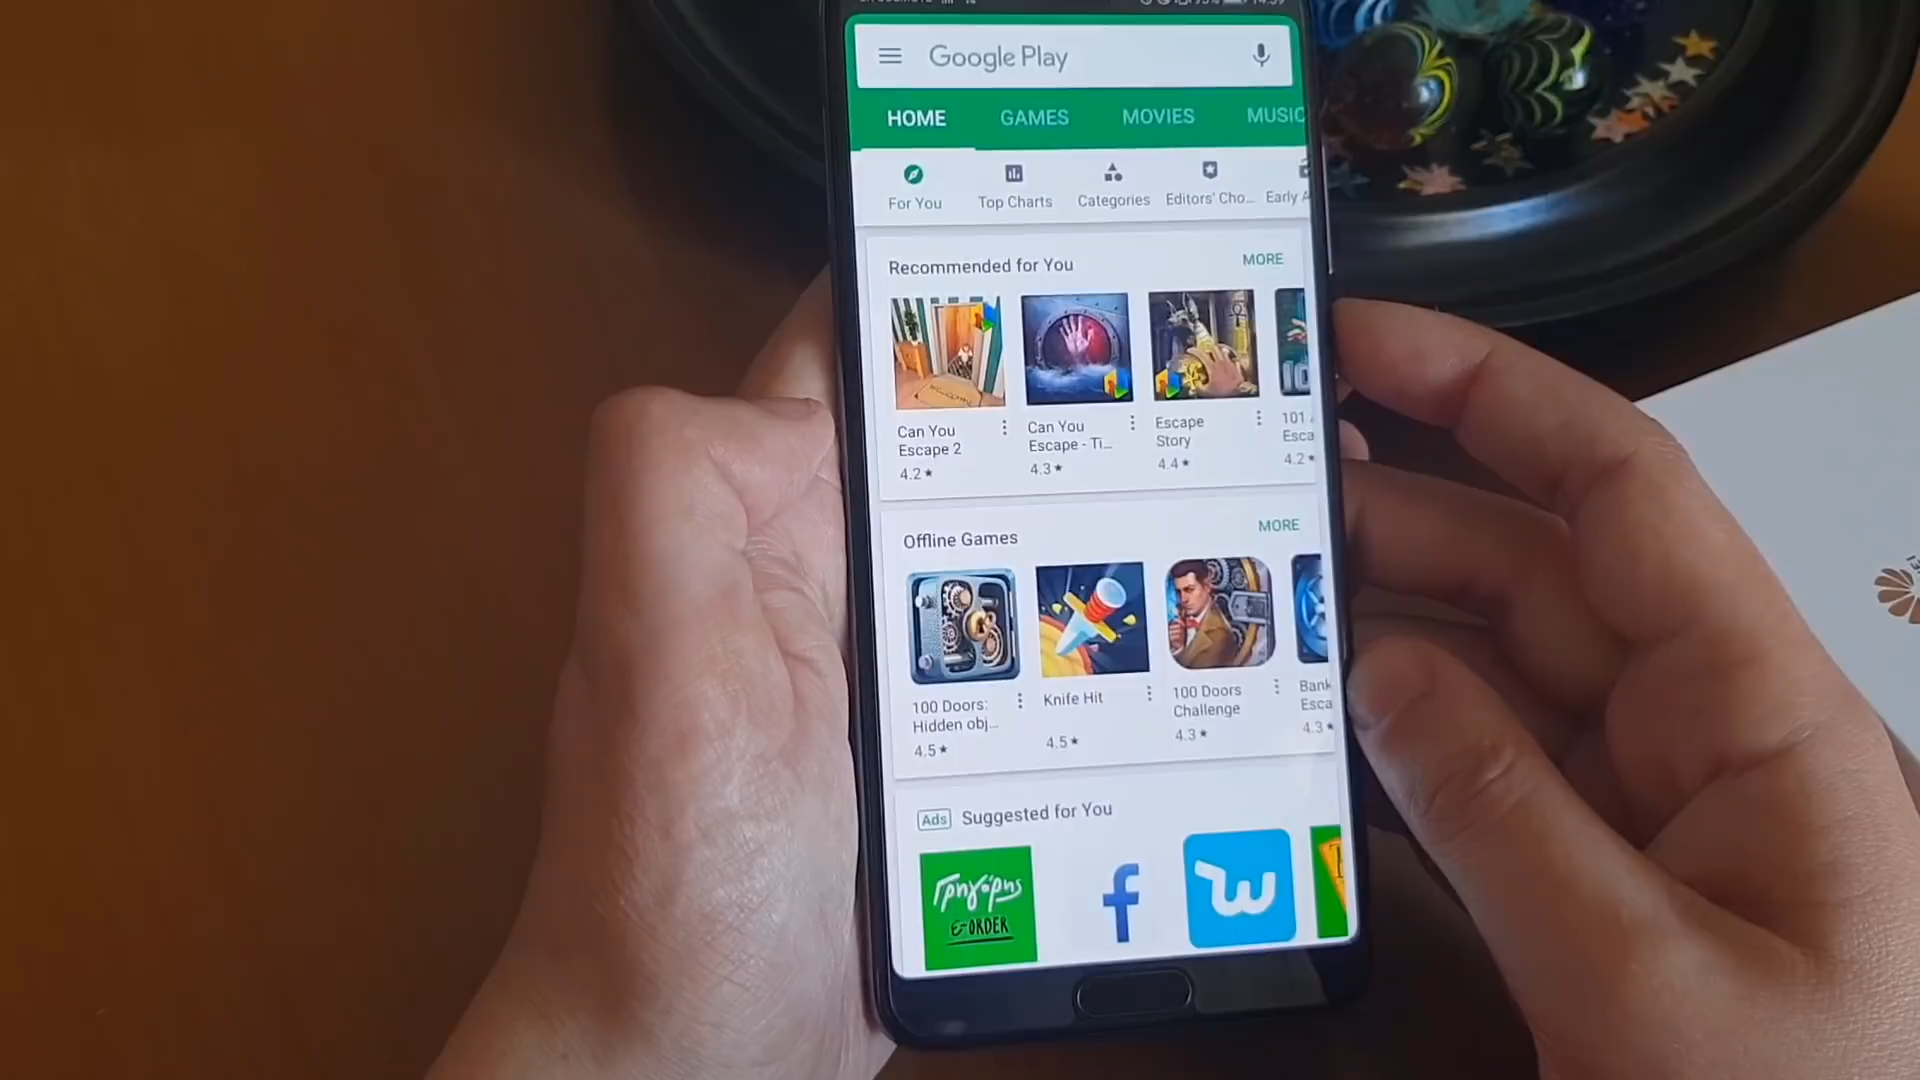 14:39
Google Play
HOME GAMES MOVIES MUSIC
For You Top Charts Categories Editors' Cho... Early A
Recommended for You MORE
Can You Escape 2
4.2★
Can You Escape - Ti...
4.3★
Escape Story
4.4★
101
Esca
4.2★
Offline Games MORE
100 Doors: Hidden obj...
4.5★
Knife Hit
4.5★
100 Doors Challenge
4.3★
Bank
Esca
4.3★
Ads Suggested for You
Γρηγόρης
e-ORDER